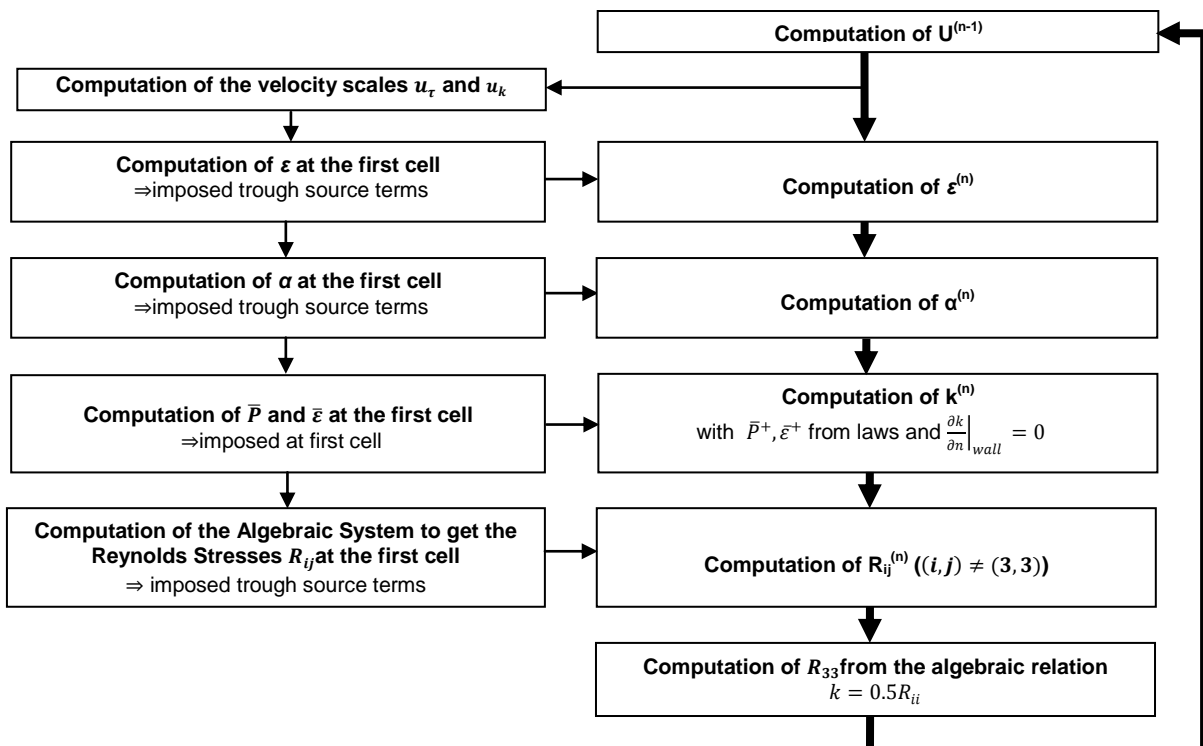 Computation of U⁽ⁿ⁻¹⁾
Computation of the velocity scales u_τ and u_k
Computation of ε at the first cell
⇒imposed trough source terms
Computation of ε⁽ⁿ⁾
Computation of α at the first cell
⇒imposed trough source terms
Computation of α⁽ⁿ⁾
Computation of P̅ and ε̅ at the first cell
⇒imposed at first cell
Computation of k⁽ⁿ⁾
with P̅⁺, ε̅⁺ from laws and ∂k/∂n|_wall = 0
Computation of the Algebraic System to get the
Reynolds Stresses R_ij at the first cell
⇒ imposed trough source terms
Computation of R_ij⁽ⁿ⁾ ((i, j) ≠ (3, 3))
Computation of R₃₃ from the algebraic relation
k = 0.5R_ii